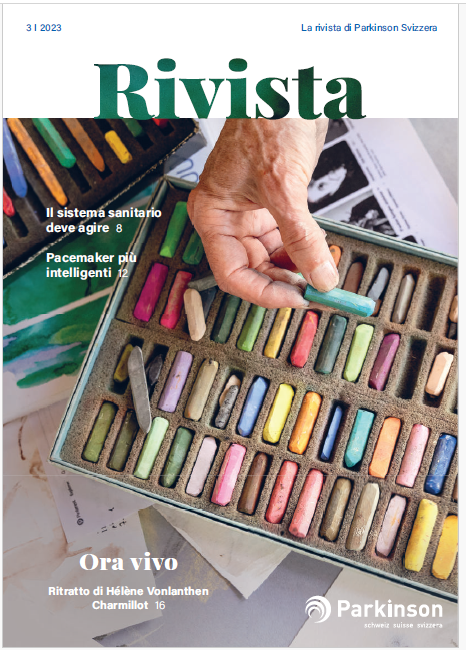 3 I 2023
La rivista di Parkinson Svizzera
Rivista
Il sistema sanitario
deve agire 8
Pacemaker più
intelligenti 12
Ora vivo
Ritratto di Hélène Vonlanthen
Charmillot 16
Parkinson
schweiz suisse svizzera